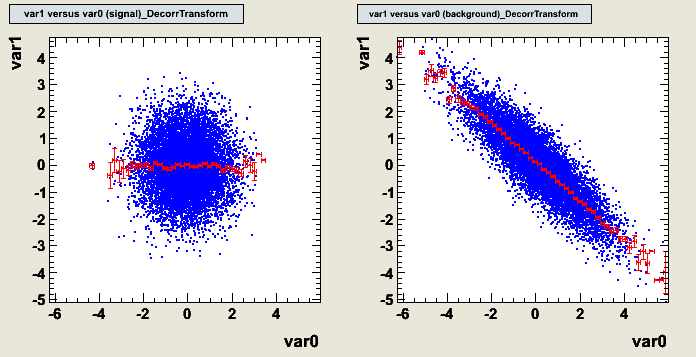 var1 versus var0 (signal)_DecorrTransform
var1
4
3
2
1
0
-1
-2
-3
-4
-5
-6 -4 -2 0 2 4
var0
var1 versus var0 (background)_DecorrTransform
var1
4
3
2
1
0
-1
-2
-3
-4
-5
-6 -4 -2 0 2 4
var0